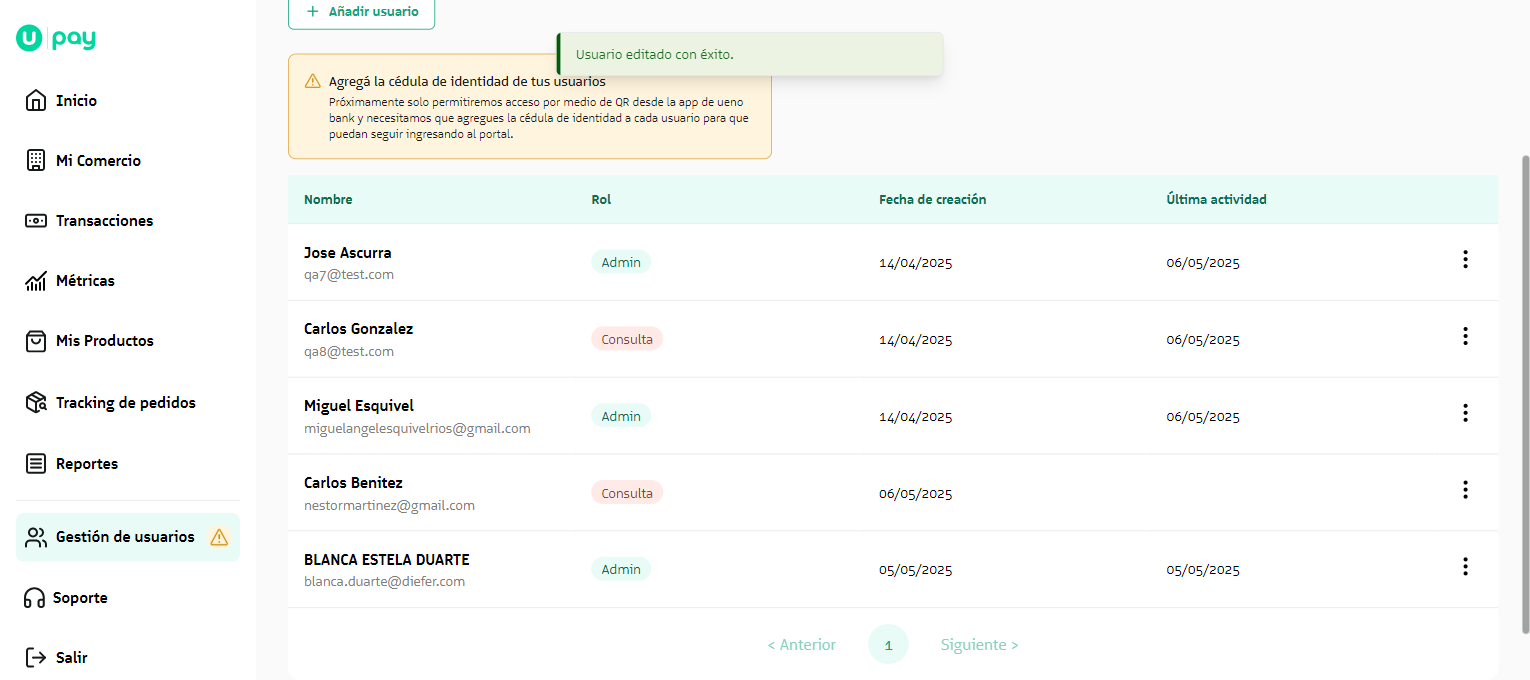 U pay
Inicio
Mi Comercio
Transacciones
Métricas
Mis Productos
Tracking de pedidos
Reportes
Gestión de usuarios
Soporte
Salir
+ Añadir usuario
Usuario editado con éxito.
Agregá la cédula de identidad de tus usuarios
Próximamente solo permitiremos acceso por medio de QR desde la app de ueno
bank y necesitamos que agregues la cédula de identidad a cada usuario para que
puedan seguir ingresando al portal.
Nombre Rol Fecha de creación Última actividad
Jose Ascurra
qa7@test.com
Admin 14/04/2025 06/05/2025
Carlos Gonzalez
qa8@test.com
Consulta 14/04/2025 06/05/2025
Miguel Esquivel
miguelangelesquivelrios@gmail.com
Admin 14/04/2025 06/05/2025
Carlos Benitez
nestormartinez@gmail.com
Consulta 06/05/2025
BLANCA ESTELA DUARTE
blanca.duarte@diefer.com
Admin 05/05/2025 05/05/2025
< Anterior 1 Siguiente >